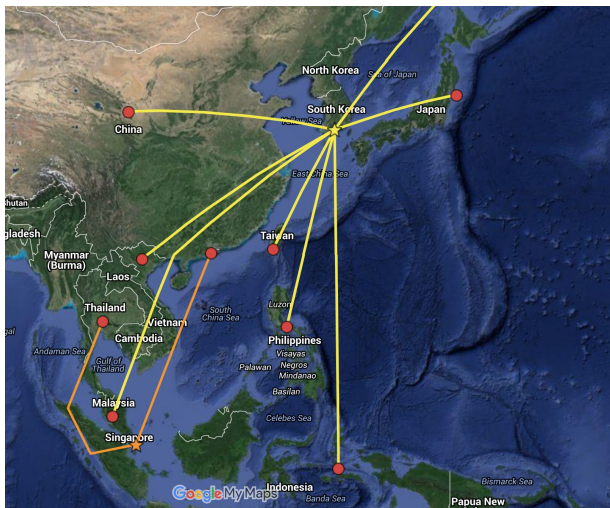 North Korea
Sea of Japan
South Korea
Japan
Yellow Sea
China
East China Sea
Bhutan
gladesh
Taiwan
Myanmar
(Burma)
Laos
Luzon
Thailand
South
China Sea
Vietnam
Cambodia
Philippines
Andaman Sea
Gulf of
Thailand
Visayas
Palawan
Negros
Mindanao
Basilan
Malaysia
Celebes Sea
Singapore
Indonesia
Bismarck Sea
Google My Maps
Banda Sea
Papua New